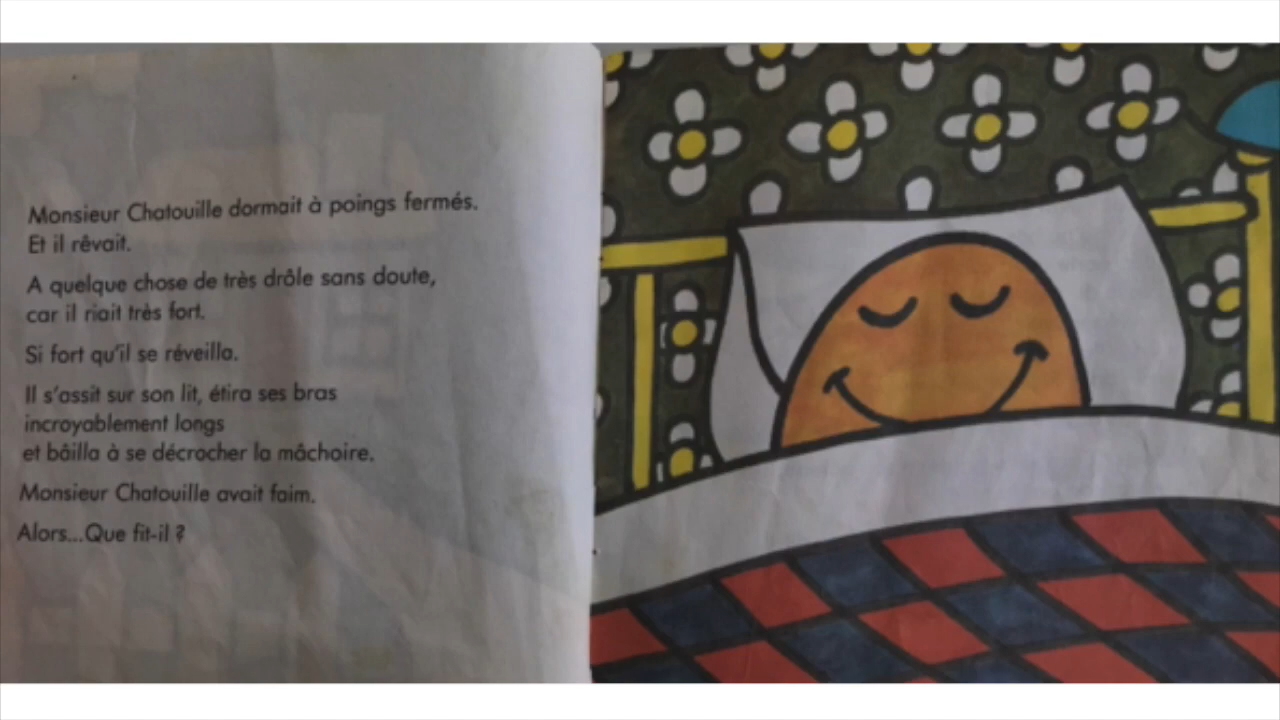 Monsieur Chatouille dormait à poings fermés.
Et il rêvait.
A quelque chose de très drôle sans doute,
car il riait très fort.
Si fort qu'il se réveilla.
Il s'assit sur son lit, étira ses bras
incroyablement longs
et bâilla à se décrocher la mâchoire.
Monsieur Chatouille avait faim.
Alors...Que fit-il ?